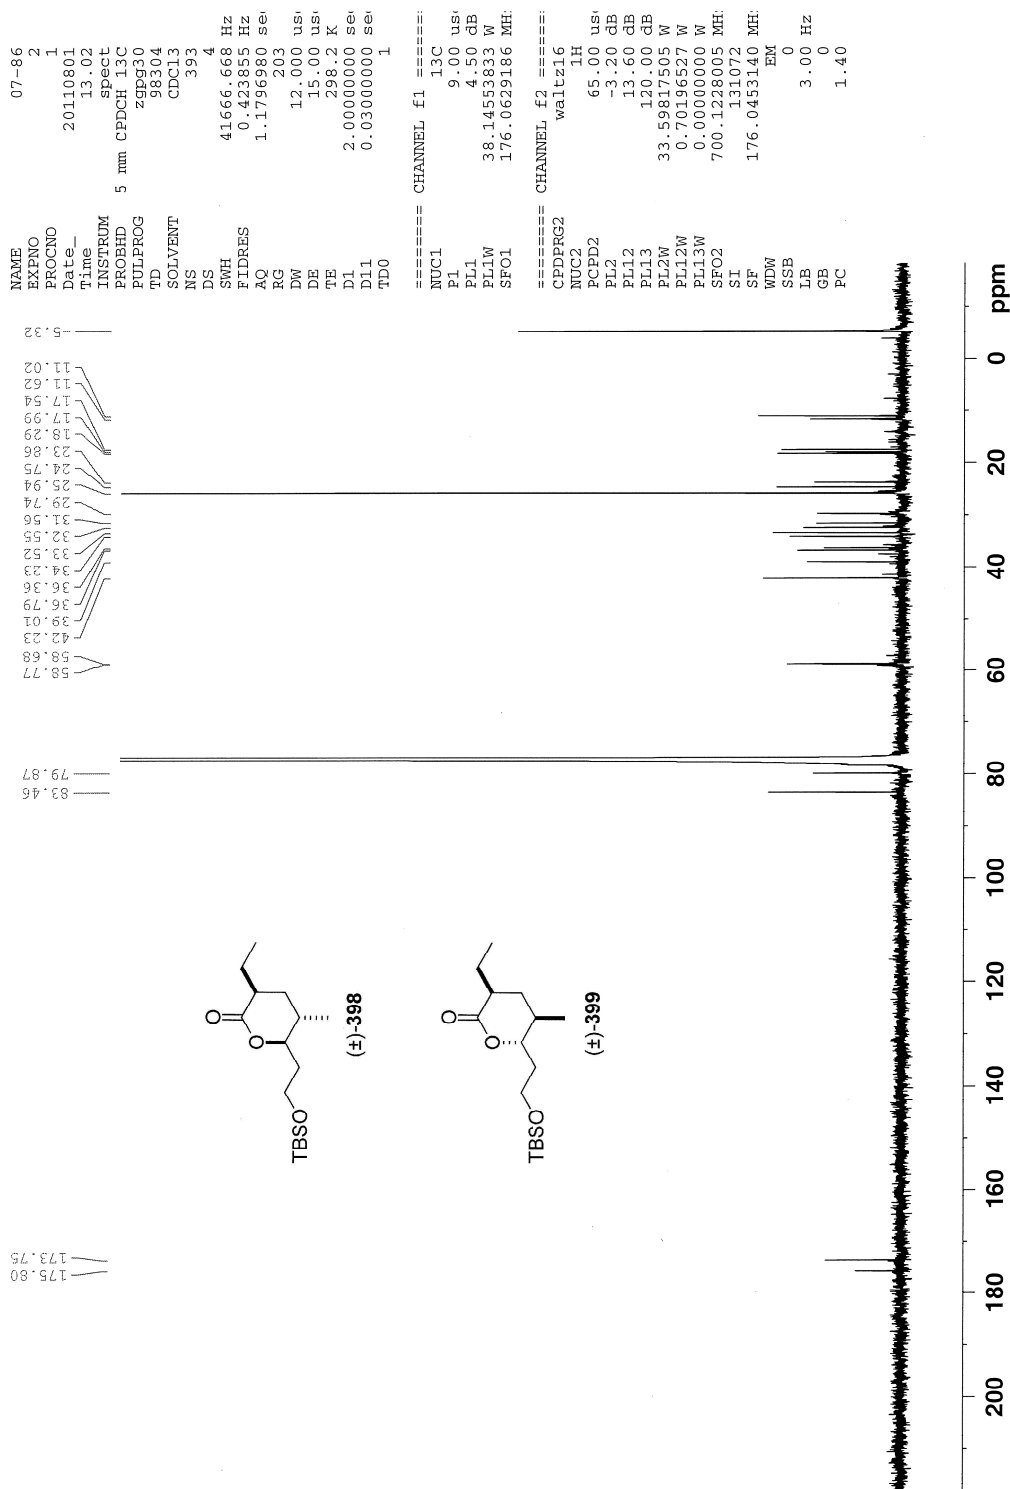 NAME 07-86
EXPNO 2
PROCNO 1
Date_ 20110801
Time 13.02
INSTRUM spect
PROBHD 5 mm CPDCH 13C
PULPROG zgpg30
TD 98304
SOLVENT CDCl3
NS 393
DS 4
SWH 41666.668 Hz
FIDRES 0.423855 Hz
AQ 1.1796980 sec
RG 203
DW 12.000 us
DE 15.00 us
TE 298.2 K
D1 2.00000000 sec
D11 0.03000000 sec
TD0 1
======== CHANNEL f1 ========
NUC1 13C
P1 9.00 us
PL1 4.50 dB
PL1W 38.14553833 W
SFO1 176.0629186 MH
======== CHANNEL f2 ========
CPDPRG2 waltz16
NUC2 1H
PCPD2 65.00 us
PL2 -3.20 dB
PL12 13.60 dB
PL13 120.00 dB
PL2W 33.59817505 W
PL12W 0.70196527 W
PL13W 0.00000000 W
SFO2 700.1228005 MH
SI 131072
SF 176.0453140 MH
WDW EM
SSB 0
LB 3.00 Hz
GB 0
PC 1.40
-5.32
11.02
11.62
17.54
17.99
18.29
23.86
24.75
25.94
29.74
31.56
32.55
33.52
34.23
36.36
36.79
39.01
42.23
58.68
58.77
79.87
83.46
173.75
175.80
O
O
TBSO
(±)-398
O
O
TBSO
(±)-399
200 180 160 140 120 100 80 60 40 20 0 ppm